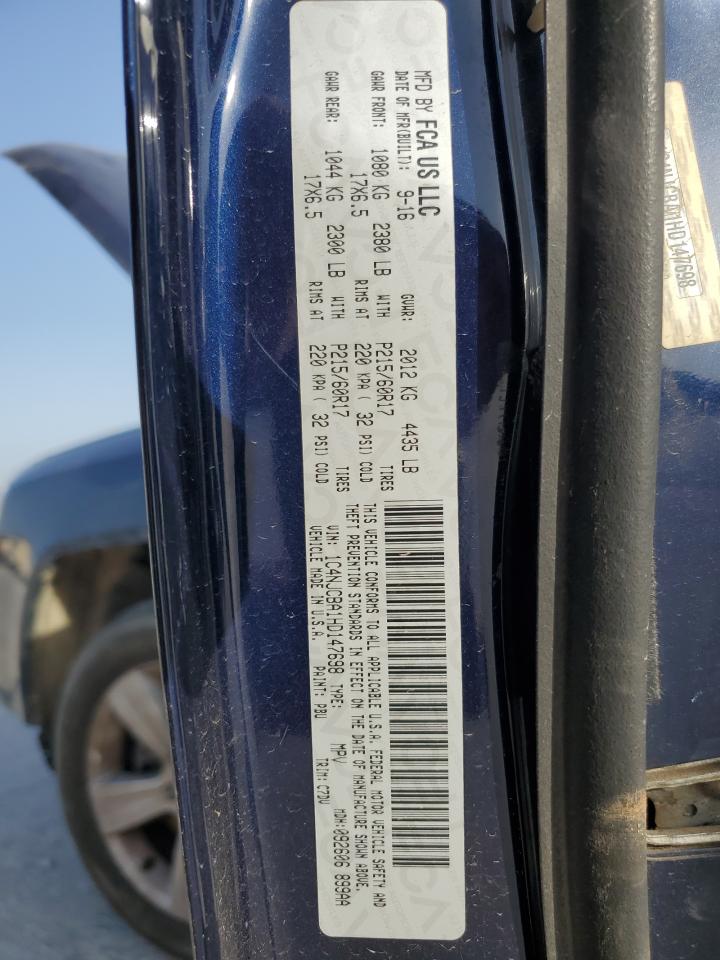 MFD BY FCA US LLC
DATE OF MFR(BUILT): 9-16 GVWR: 2012 KG 4435 LB
GAWR FRONT: 1080 KG 2380 LB WITH P215/60R17 TIRES
17X6.5 RIMS AT 220 KPA ( 32 PSI) COLD
GAWR REAR: 1044 KG 2300 LB WITH P215/60R17 TIRES
17X6.5 RIMS AT 220 KPA ( 32 PSI) COLD
THIS VEHICLE CONFORMS TO ALL APPLICABLE U.S.A. FEDERAL MOTOR VEHICLE SAFETY AND
THEFT PREVENTION STANDARDS IN EFFECT ON THE DATE OF MANUFACTURE SHOWN ABOVE.
VIN: 1C4NJCBA1HD147698 TYPE: MPV MDH:092606 899AA
VEHICLE MADE IN U.S.A. PAINT: PBU TRIM: C7DV